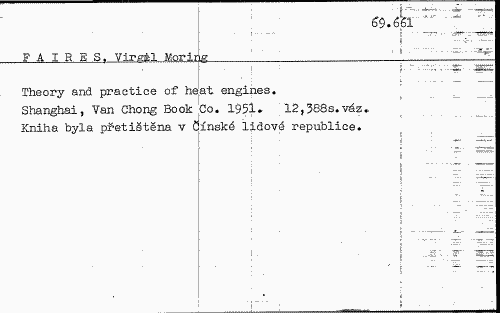 69.661
F A I R E S, Virgil Moring
Theory and practice of heat engines.
Shanghai, Van Chong Book Co. 1951. 12,388s.váz.
Kniha byla přetištěna v Čínské lidové republice.